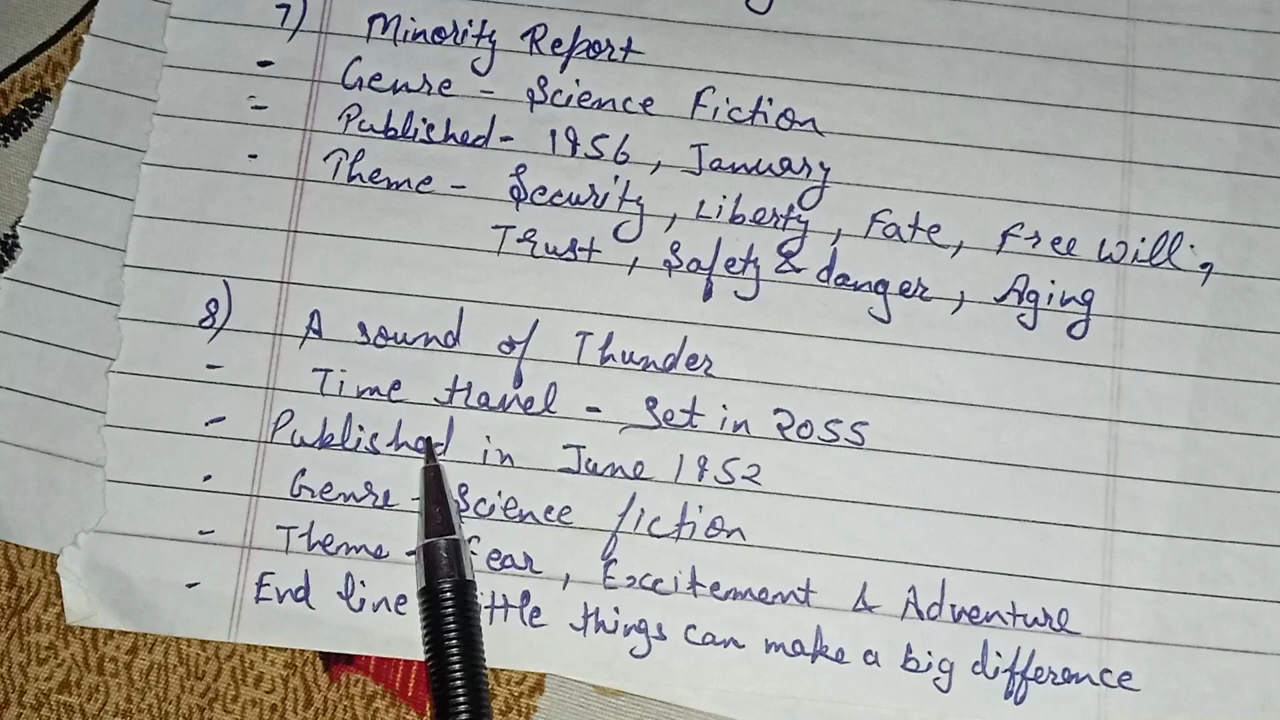 7) Minority Report
- Genre - Science Fiction
- Published - 1956, January
- Theme - Security, Liberty, Fate, Free Will,
Trust, Safety & danger, Aging
8) A sound of Thunder
- Time travel - Set in 2055
- Published in June 1952
- Genre - Science fiction
- Theme - Fear, Excitement & Adventure
- End line little things can make a big difference